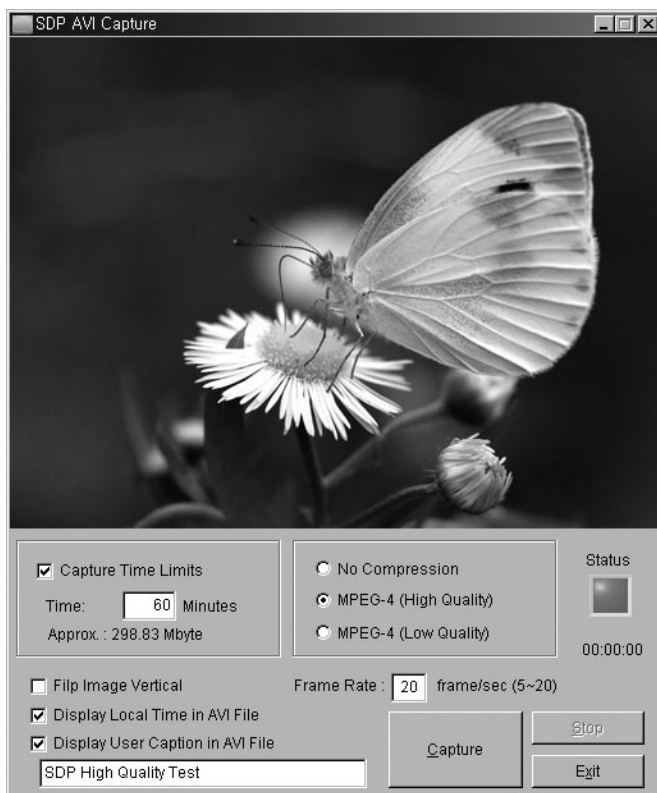 SDP AVI Capture
Capture Time Limits
Time: 60 Minutes
Approx. : 298.83 Mbyte
No Compression
MPEG-4 (High Quality)
MPEG-4 (Low Quality)
Status
00:00:00
Filp Image Vertical
Frame Rate : 20 frame/sec (5~20)
Display Local Time in AVI File
Display User Caption in AVI File
SDP High Quality Test
Capture
Stop
Exit